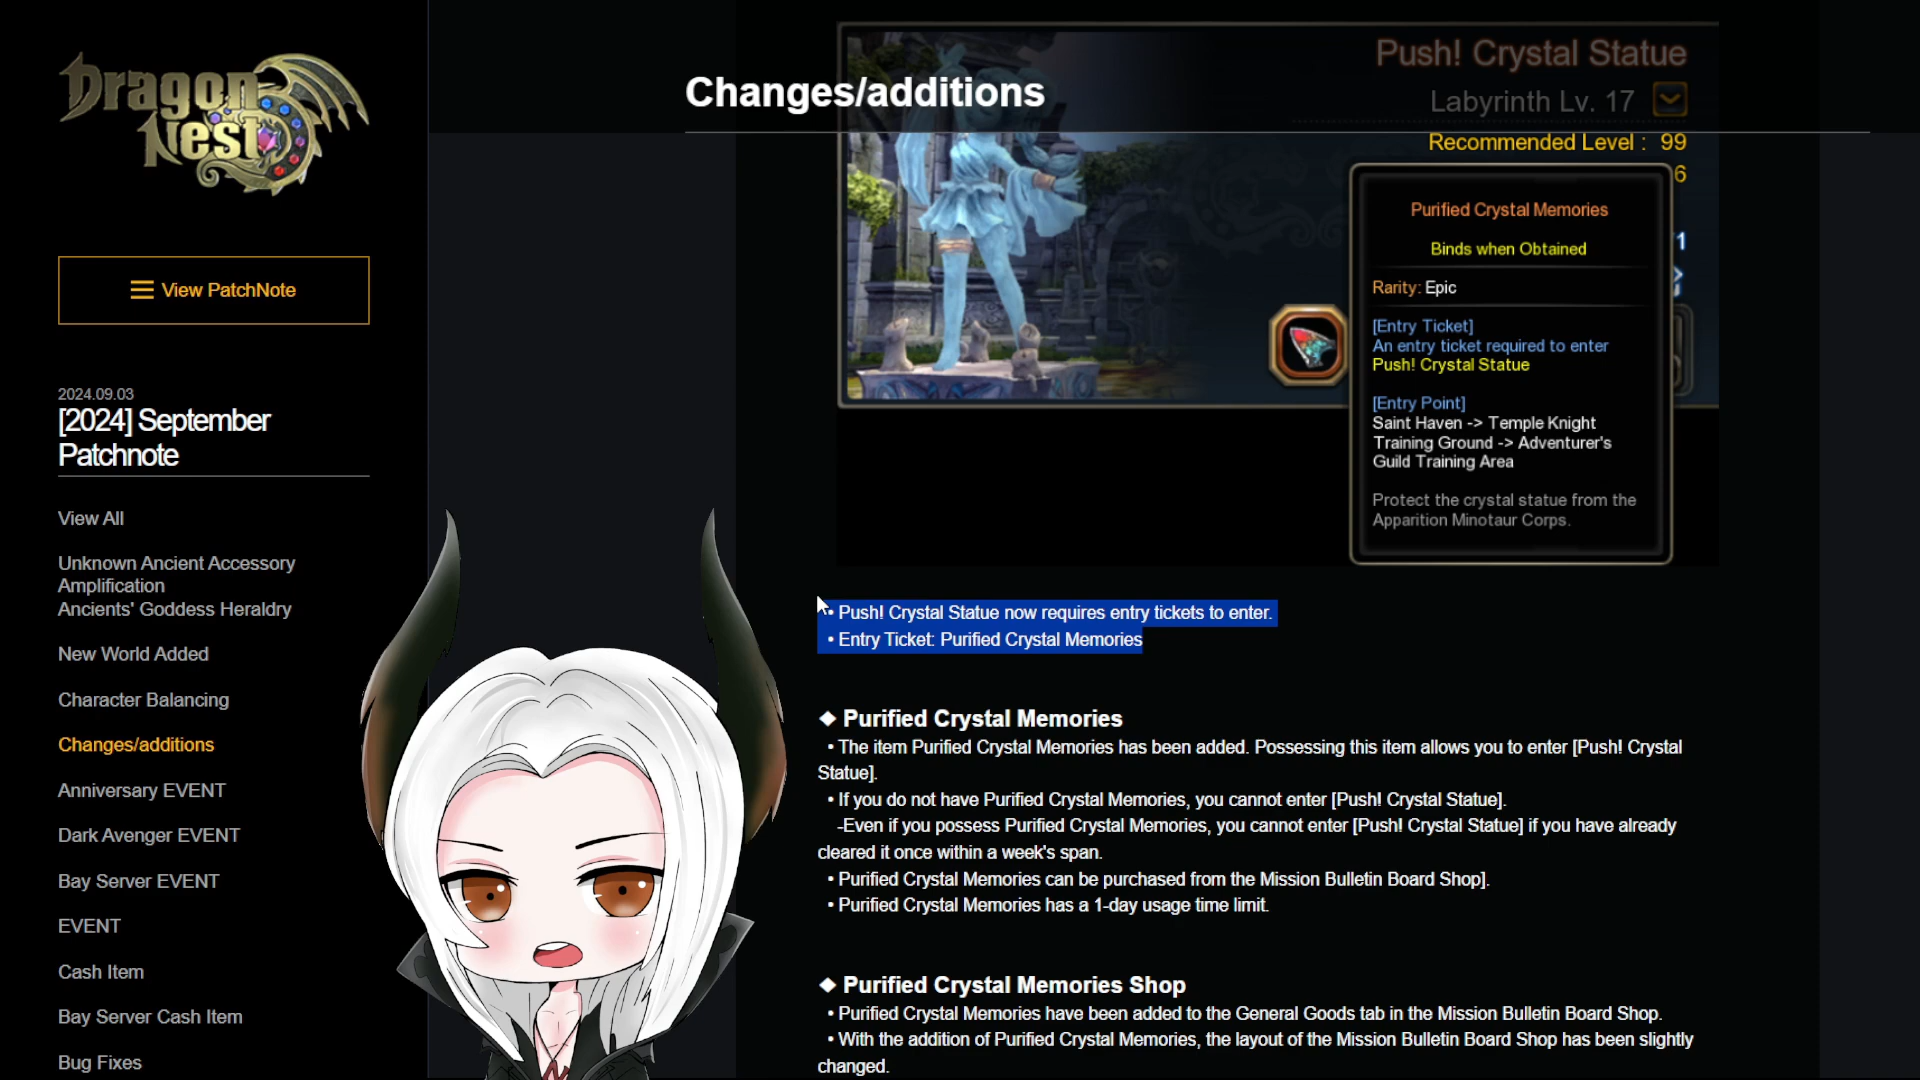 Dragon
Nest
View PatchNote
2024.09.03
[2024] September
Patchnote
View All
Unknown Ancient Accessory
Amplification
Ancients' Goddess Heraldry
New World Added
Character Balancing
Changes/additions
Anniversary EVENT
Dark Avenger EVENT
Bay Server EVENT
EVENT
Cash Item
Bay Server Cash Item
Bug Fixes
Changes/additions
Push! Crystal Statue
Labyrinth Lv. 17
Recommended Level : 99
6
Purified Crystal Memories
Binds when Obtained
Rarity: Epic
[Entry Ticket]
An entry ticket required to enter
Push! Crystal Statue
[Entry Point]
Saint Haven -> Temple Knight
Training Ground -> Adventurer's
Guild Training Area
Protect the crystal statue from the
Apparition Minotaur Corps.
• Push! Crystal Statue now requires entry tickets to enter.
• Entry Ticket: Purified Crystal Memories
◆ Purified Crystal Memories
• The item Purified Crystal Memories has been added. Possessing this item allows you to enter [Push! Crystal
Statue].
• If you do not have Purified Crystal Memories, you cannot enter [Push! Crystal Statue].
-Even if you possess Purified Crystal Memories, you cannot enter [Push! Crystal Statue] if you have already
cleared it once within a week's span.
• Purified Crystal Memories can be purchased from the Mission Bulletin Board Shop].
• Purified Crystal Memories has a 1-day usage time limit.
◆ Purified Crystal Memories Shop
• Purified Crystal Memories have been added to the General Goods tab in the Mission Bulletin Board Shop.
• With the addition of Purified Crystal Memories, the layout of the Mission Bulletin Board Shop has been slightly
changed.